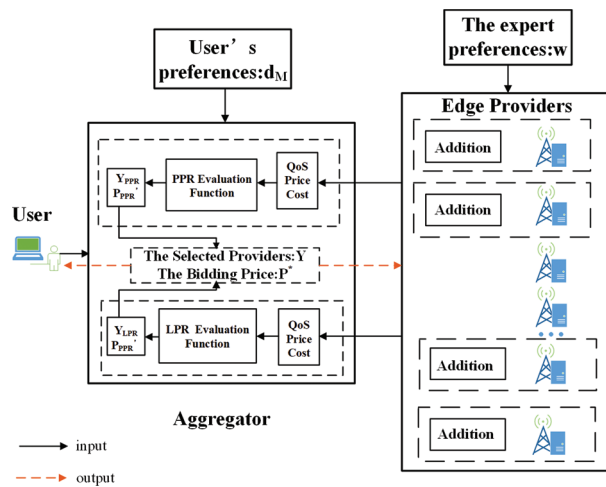 User's
preferences:dM
The expert
preferences:w
Edge Providers
Addition
Addition
Addition
Addition
YPPR
PPPR'
PPR Evaluation
Function
QoS
Price
Cost
User
The Selected Providers:Y
The Bidding Price:P*
YLPR
PPPR'
LPR Evaluation
Function
QoS
Price
Cost
Aggregator
input
output